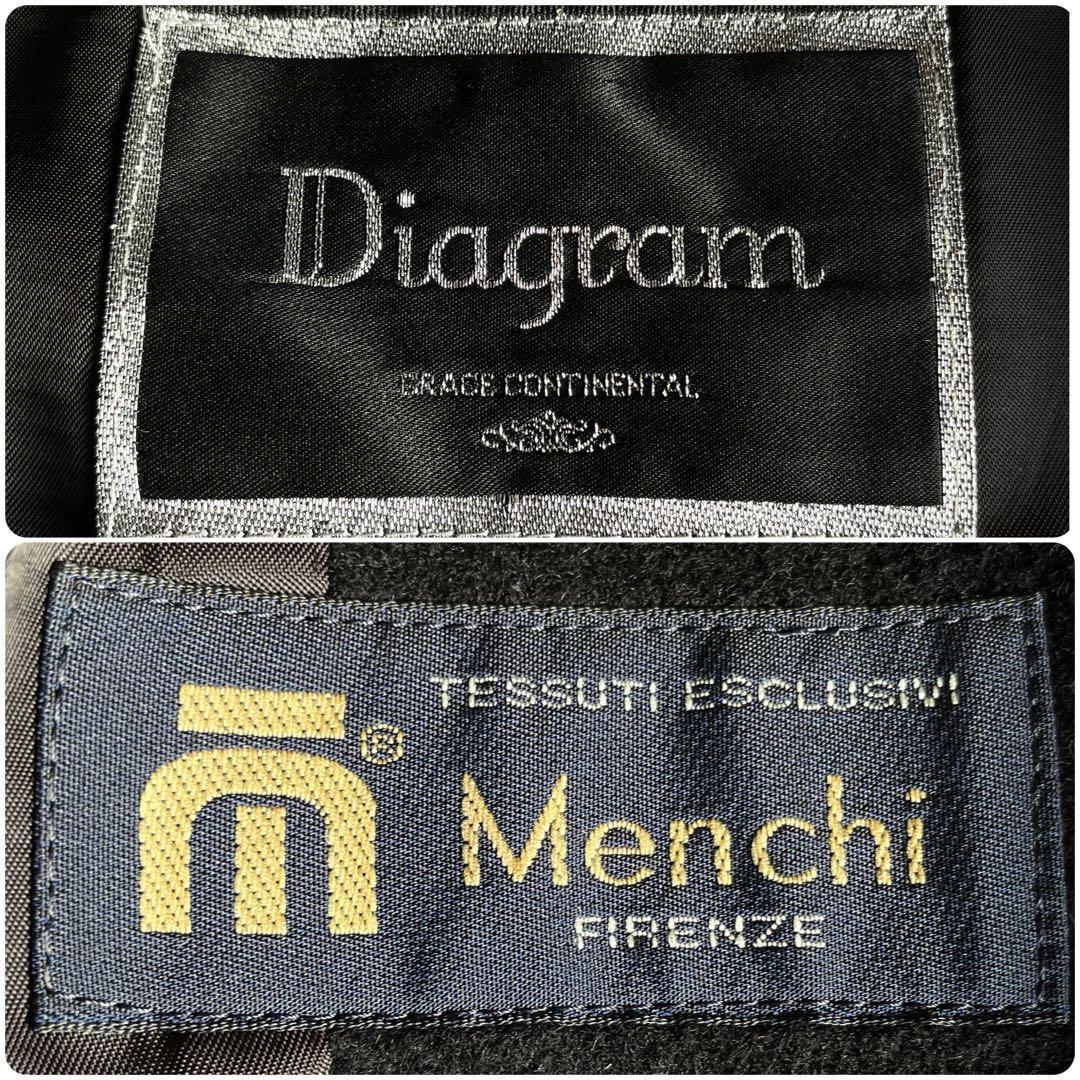 Diagram
GRACE CONTINENTAL
TESSUTI ESCLUSIVI
m®
Menchi
FIRENZE